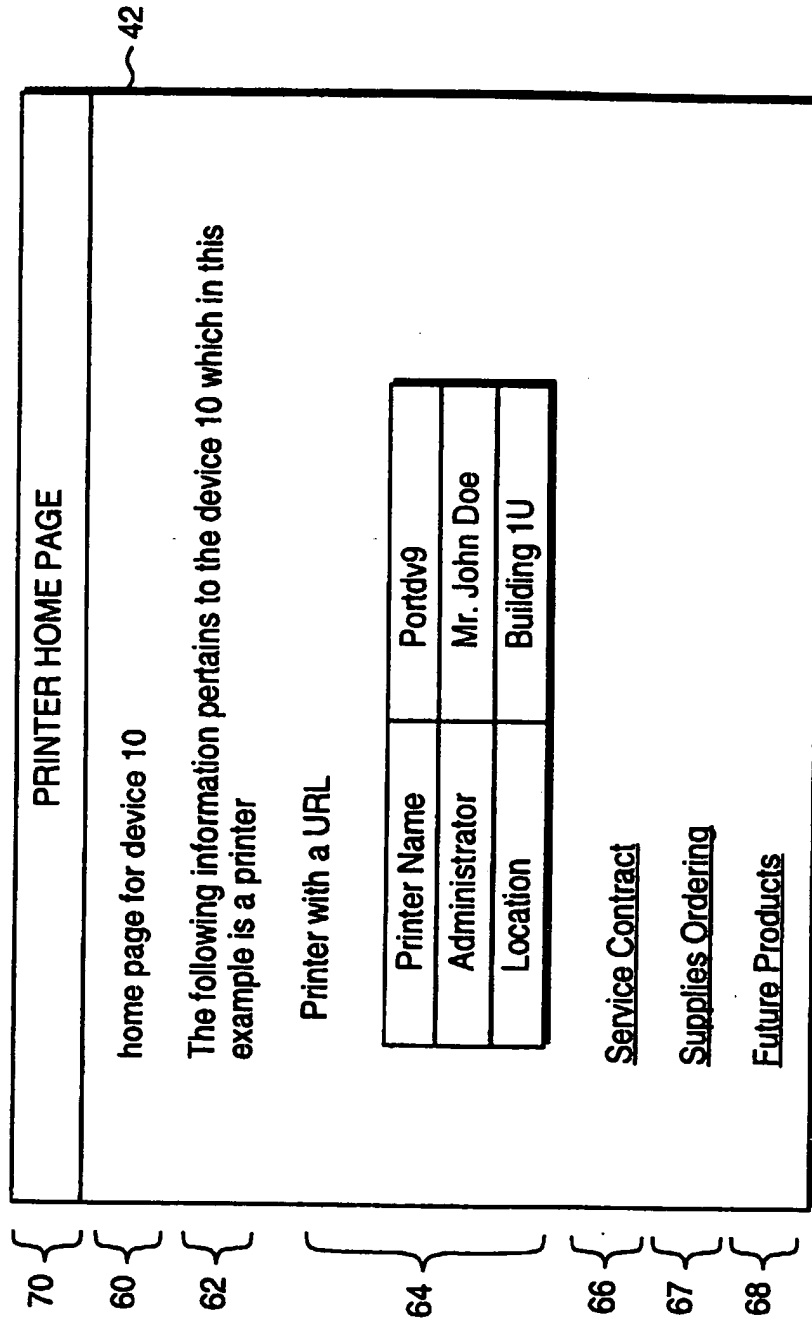 PRINTER HOME PAGE
42
70
home page for device 10
60
The following information pertains to the device 10 which in this
example is a printer
62
Printer with a URL
Printer Name Portdv9
Administrator Mr. John Doe
Location Building 1U
64
Service Contract
66
Supplies Ordering
67
Future Products
68